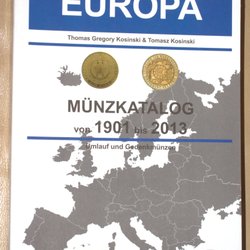 EUROPA
Thomas Gregory Kosinski & Tomasz Kosinski
MÜNZKATALOG
von 1901 bis 2013
Umlauf und Gedenkmünzen